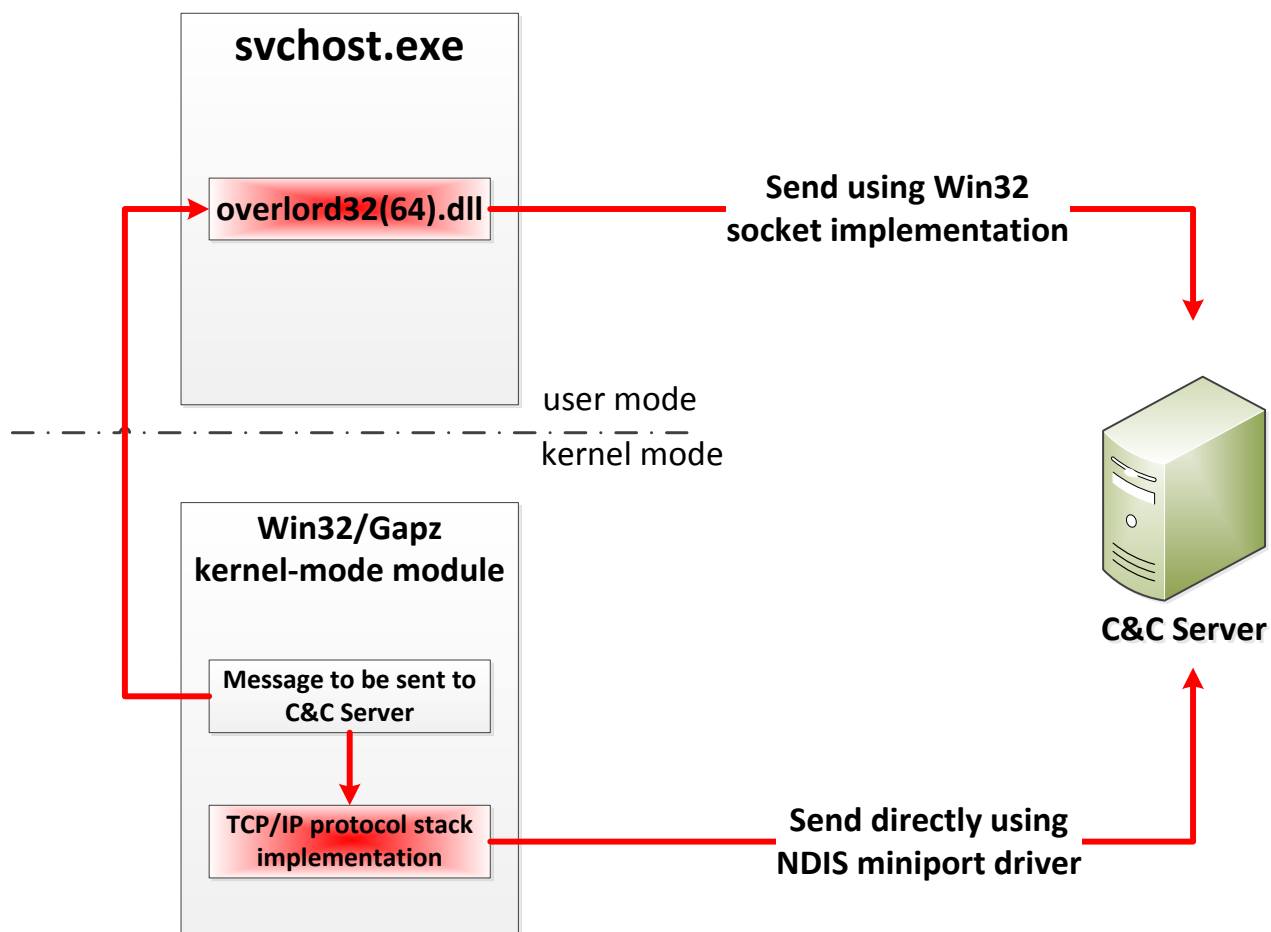 svchost.exe
overlord32(64).dll
Send using Win32
socket implementation
user mode
kernel mode
Win32/Gapz
kernel-mode module
C&C Server
Message to be sent to
C&C Server
TCP/IP protocol stack
implementation
Send directly using
NDIS miniport driver